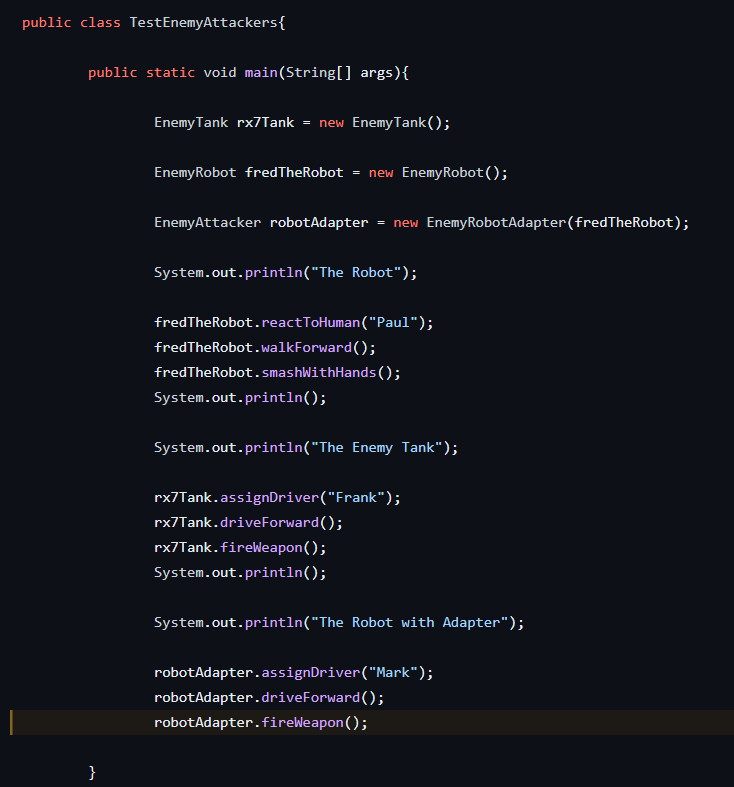 public class TestEnemyAttackers{
public static void main(String[] args){
EnemyTank rx7Tank = new EnemyTank();
EnemyRobot fredTheRobot = new EnemyRobot();
EnemyAttacker robotAdapter = new EnemyRobotAdapter(fredTheRobot);
System.out.println("The Robot");
fredTheRobot.reactToHuman("Paul");
fredTheRobot.walkForward();
fredTheRobot.smashWithHands();
System.out.println();
System.out.println("The Enemy Tank");
rx7Tank.assignDriver("Frank");
rx7Tank.driveForward();
rx7Tank.fireWeapon();
System.out.println();
System.out.println("The Robot with Adapter");
robotAdapter.assignDriver("Mark");
robotAdapter.driveForward();
robotAdapter.fireWeapon();
}